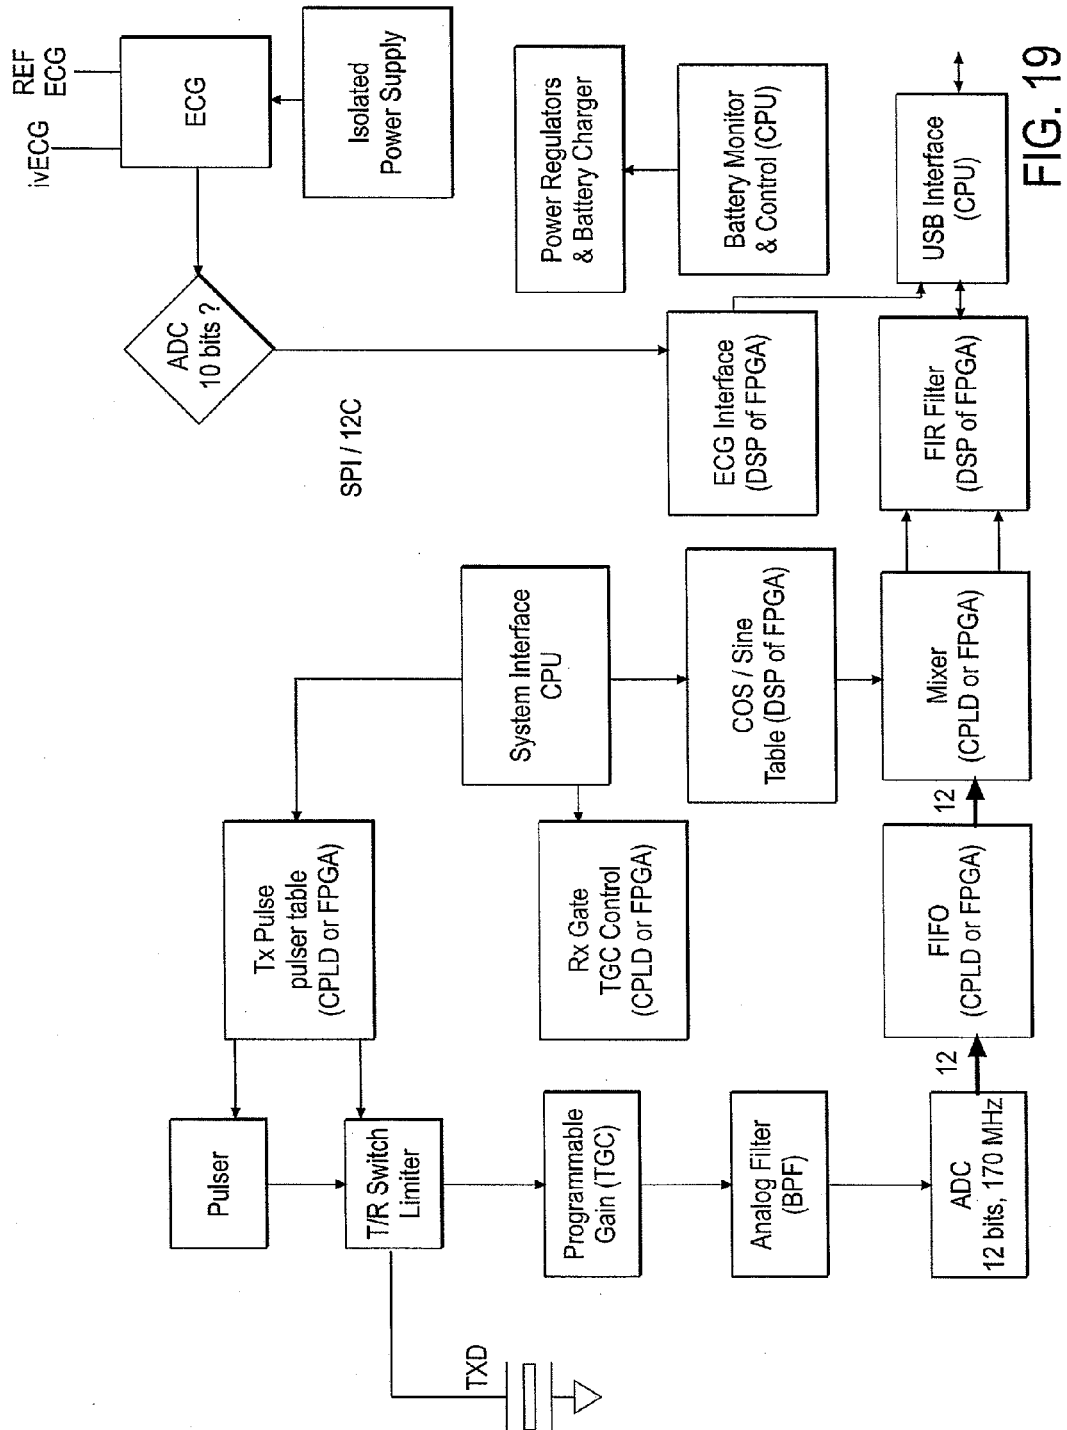 TXD
Pulser
T/R Switch
Limiter
Programmable
Gain (TGC)
Analog Filter
(BPF)
ADC
12 bits, 170 MHz
12
Tx Pulse
pulser table
(CPLD or FPGA)
Rx Gate
TGC Control
(CPLD or FPGA)
FIFO
(CPLD or FPGA)
12
System Interface
CPU
COS / Sine
Table (DSP of FPGA)
Mixer
(CPLD or FPGA)
ADC
10 bits ?
SPI / 12C
ECG Interface
(DSP of FPGA)
FIR Filter
(DSP of FPGA)
ivECG
REF
ECG
ECG
Isolated
Power Supply
Power Regulators
& Battery Charger
Battery Monitor
& Control (CPU)
USB Interface
(CPU)
FIG. 19